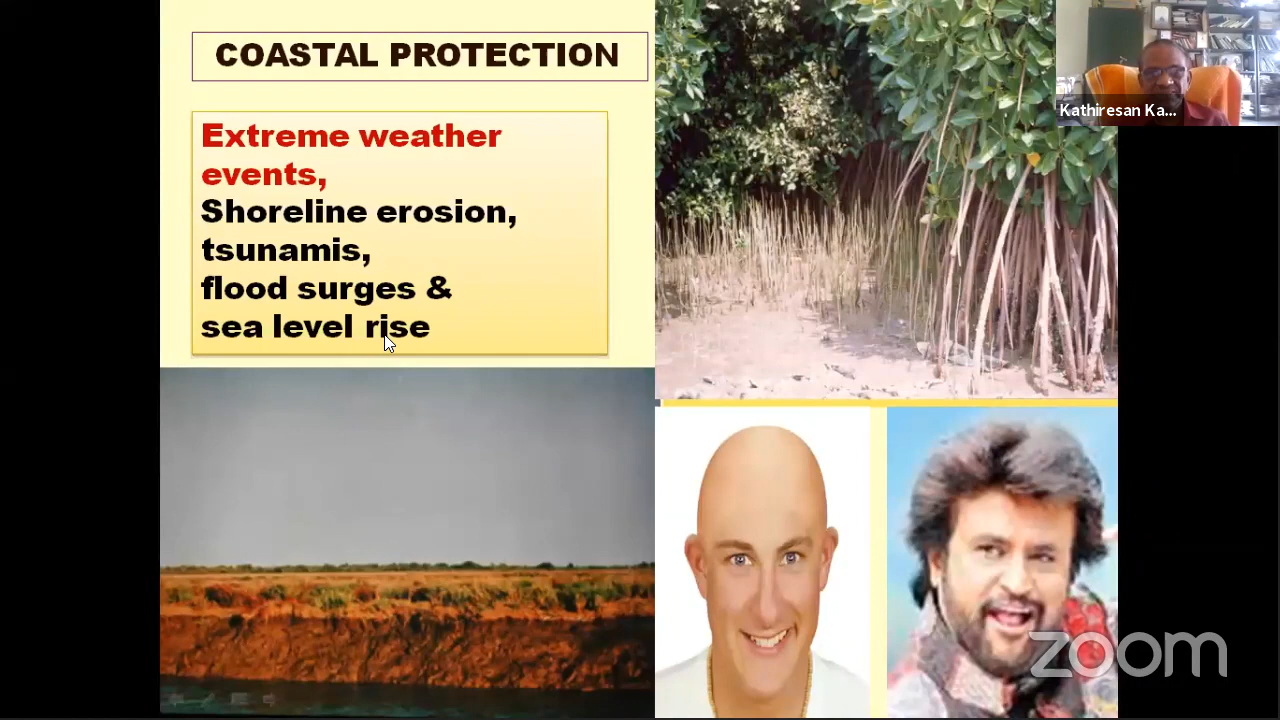 COASTAL PROTECTION
Extreme weather
events,
Shoreline erosion,
tsunamis,
flood surges &
sea level rise
Kathiresan Ka...
zoom